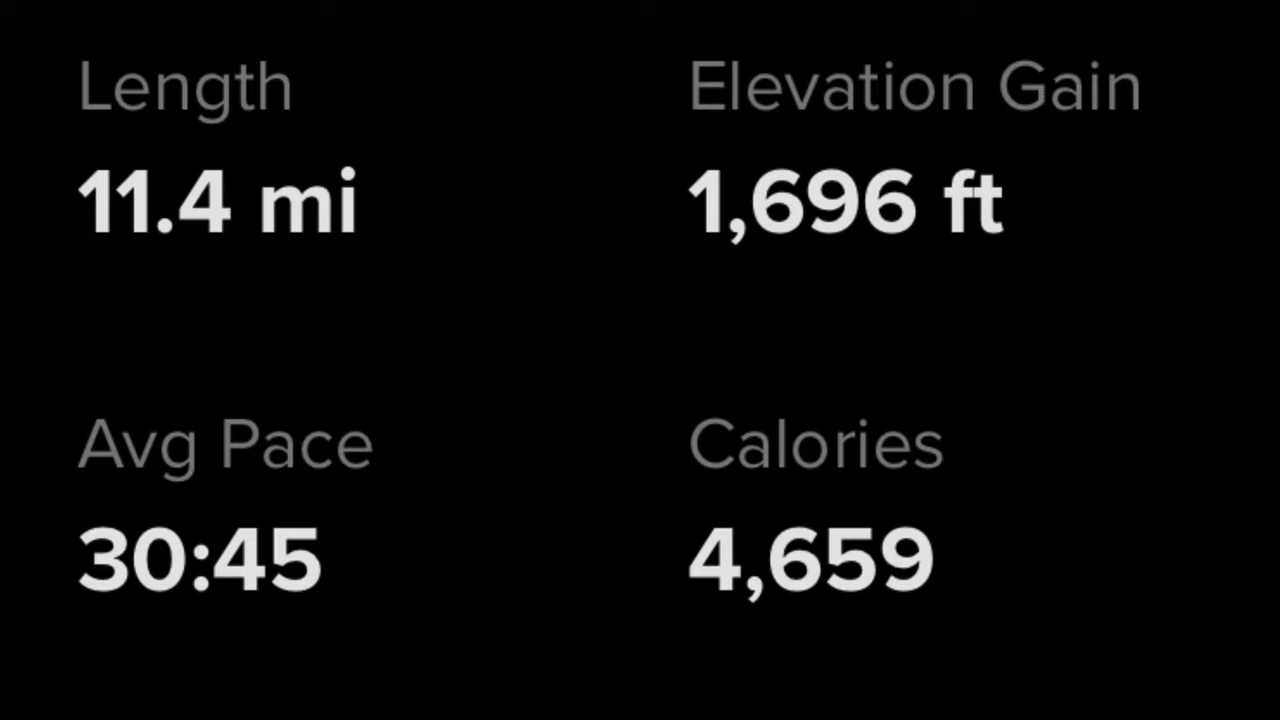 Length
Elevation Gain
11.4 mi
1,696 ft
Avg Pace
Calories
30:45
4,659